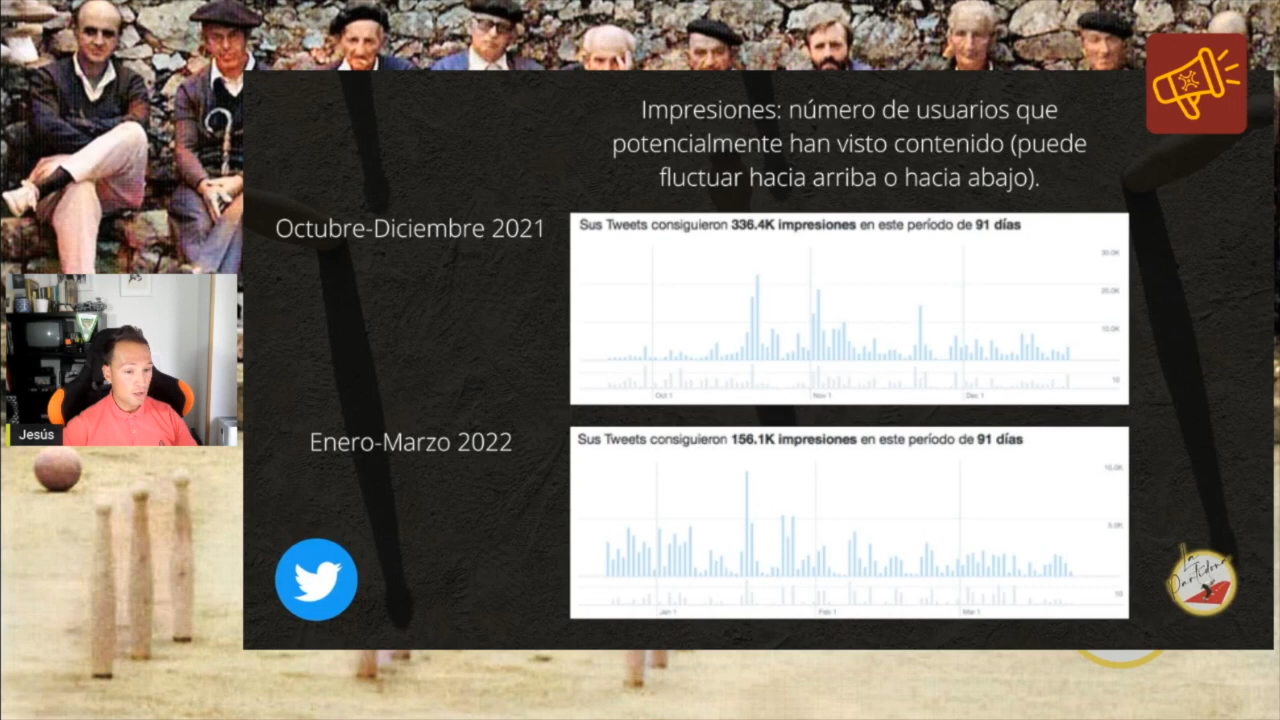 Impresiones: número de usuarios que
potencialmente han visto contenido (puede
fluctuar hacia arriba o hacia abajo).
Octubre-Diciembre 2021
Sus Tweets consiguieron 336.4K impresiones en este período de 91 días
30.0K
20.0K
10.0K
10
Oct 1
Nov 1
Dec 1
Jesús
Enero-Marzo 2022
Sus Tweets consiguieron 156.1K impresiones en este período de 91 días
10.0K
5.0K
10
Jan 1
Feb 1
Mar 1
La
Partidona